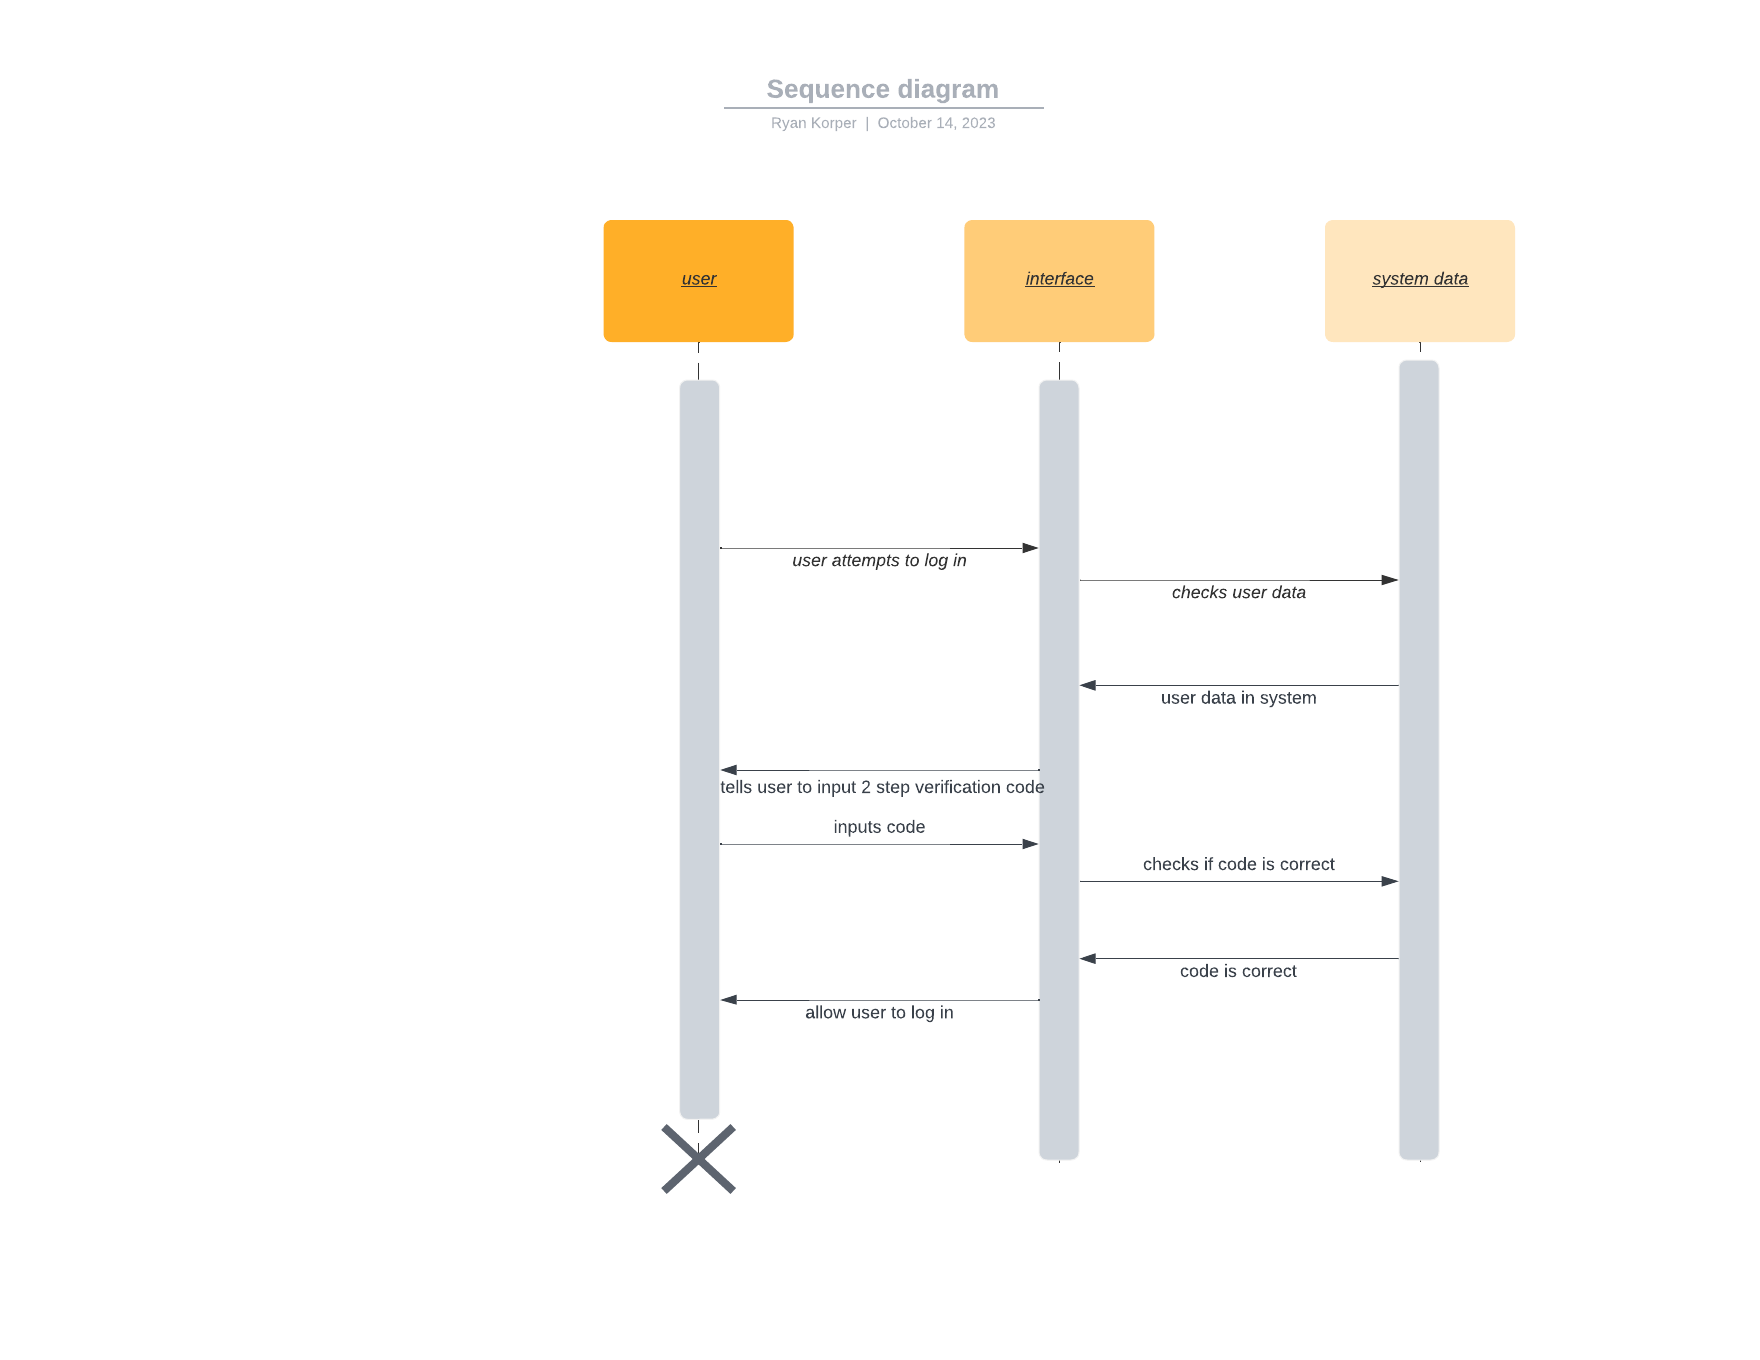 Sequence diagram
Ryan Korper | October 14, 2023
user
interface
system data
user attempts to log in
checks user data
user data in system
tells user to input 2 step verification code
inputs code
checks if code is correct
code is correct
allow user to log in